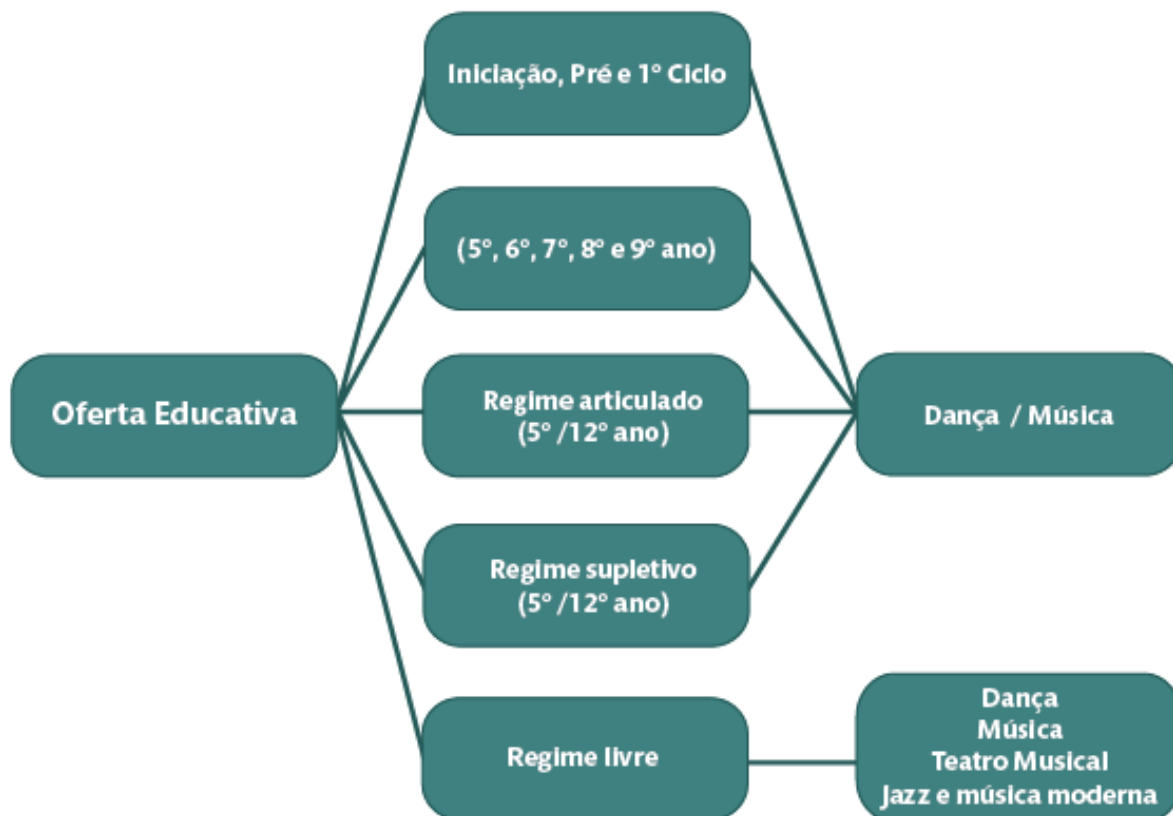 Iniciação, Pré e 1º Ciclo
(5º, 6º, 7º, 8º e 9º ano)
Oferta Educativa
Regime articulado
(5º /12º ano)
Dança / Música
Regime supletivo
(5º /12º ano)
Regime livre
Dança
Música
Teatro Musical
Jazz e música moderna